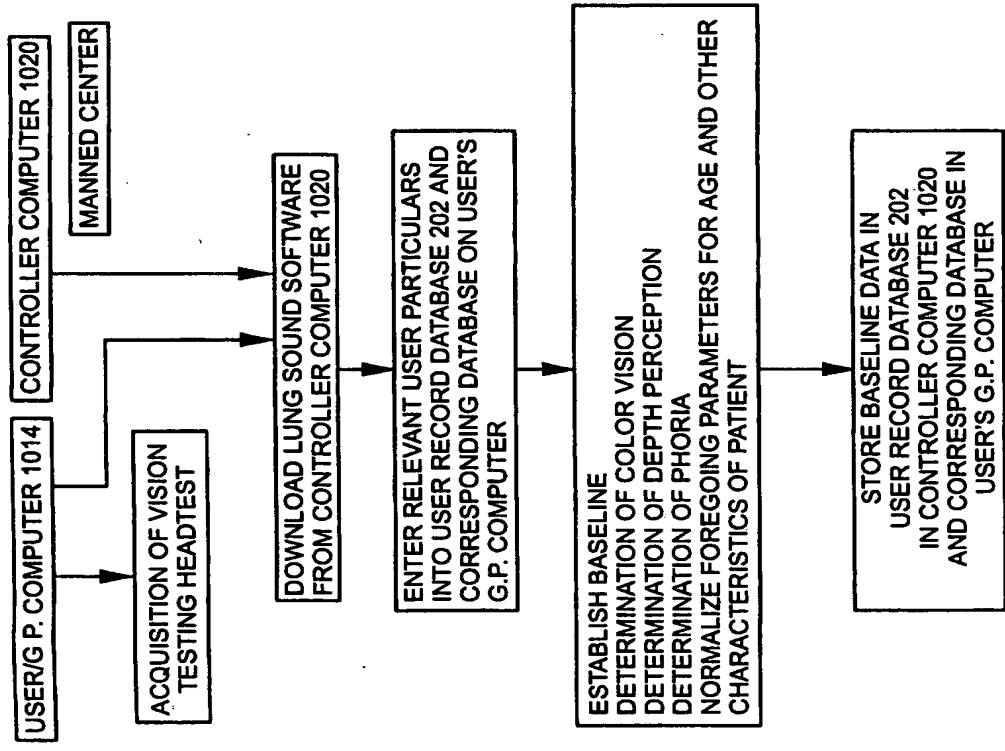 USER/G P. COMPUTER 1014
CONTROLLER COMPUTER 1020
MANNED CENTER
ACQUISITION OF VISION
TESTING HEADTEST
DOWNLOAD LUNG SOUND SOFTWARE
FROM CONTROLLER COMPUTER 1020
ENTER RELEVANT USER PARTICULARS
INTO USER RECORD DATABASE 202 AND
CORRESPONDING DATABASE ON USER'S
G.P. COMPUTER
ESTABLISH BASELINE
DETERMINATION OF COLOR VISION
DETERMINATION OF DEPTH PERCEPTION
DETERMINATION OF PHORIA
NORMALIZE FOREGOING PARAMETERS FOR AGE AND OTHER
CHARACTERISTICS OF PATIENT
STORE BASELINE DATA IN
USER RECORD DATABASE 202
IN CONTROLLER COMPUTER 1020
AND CORRESPONDING DATABASE IN
USER'S G.P. COMPUTER